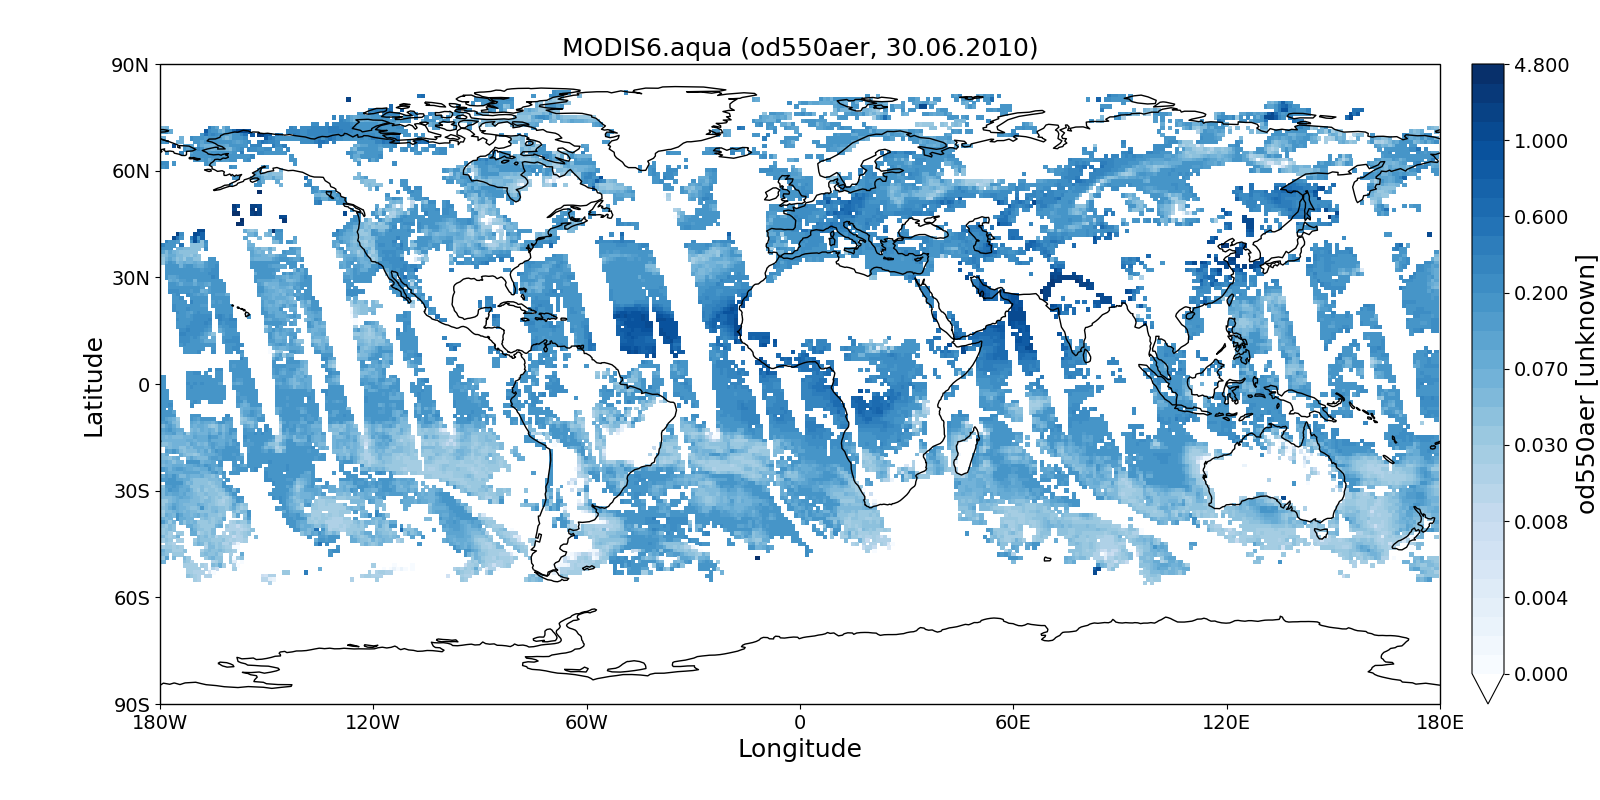 MODIS6.aqua (od550aer, 30.06.2010)
90N
60N
30N
0
30S
60S
90S
Latitude
180W
120W
60W
0
60E
120E
180E
Longitude
4.800
1.000
0.600
0.200
0.070
0.030
0.008
0.004
0.000
od550aer [unknown]